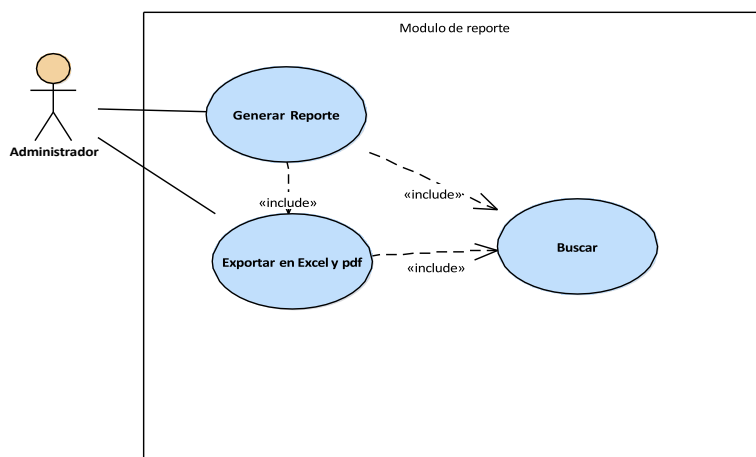 Modulo de reporte
Generar Reporte
Administrador
«include»
«include»
Buscar
Exportar en Excel y pdf
«include»